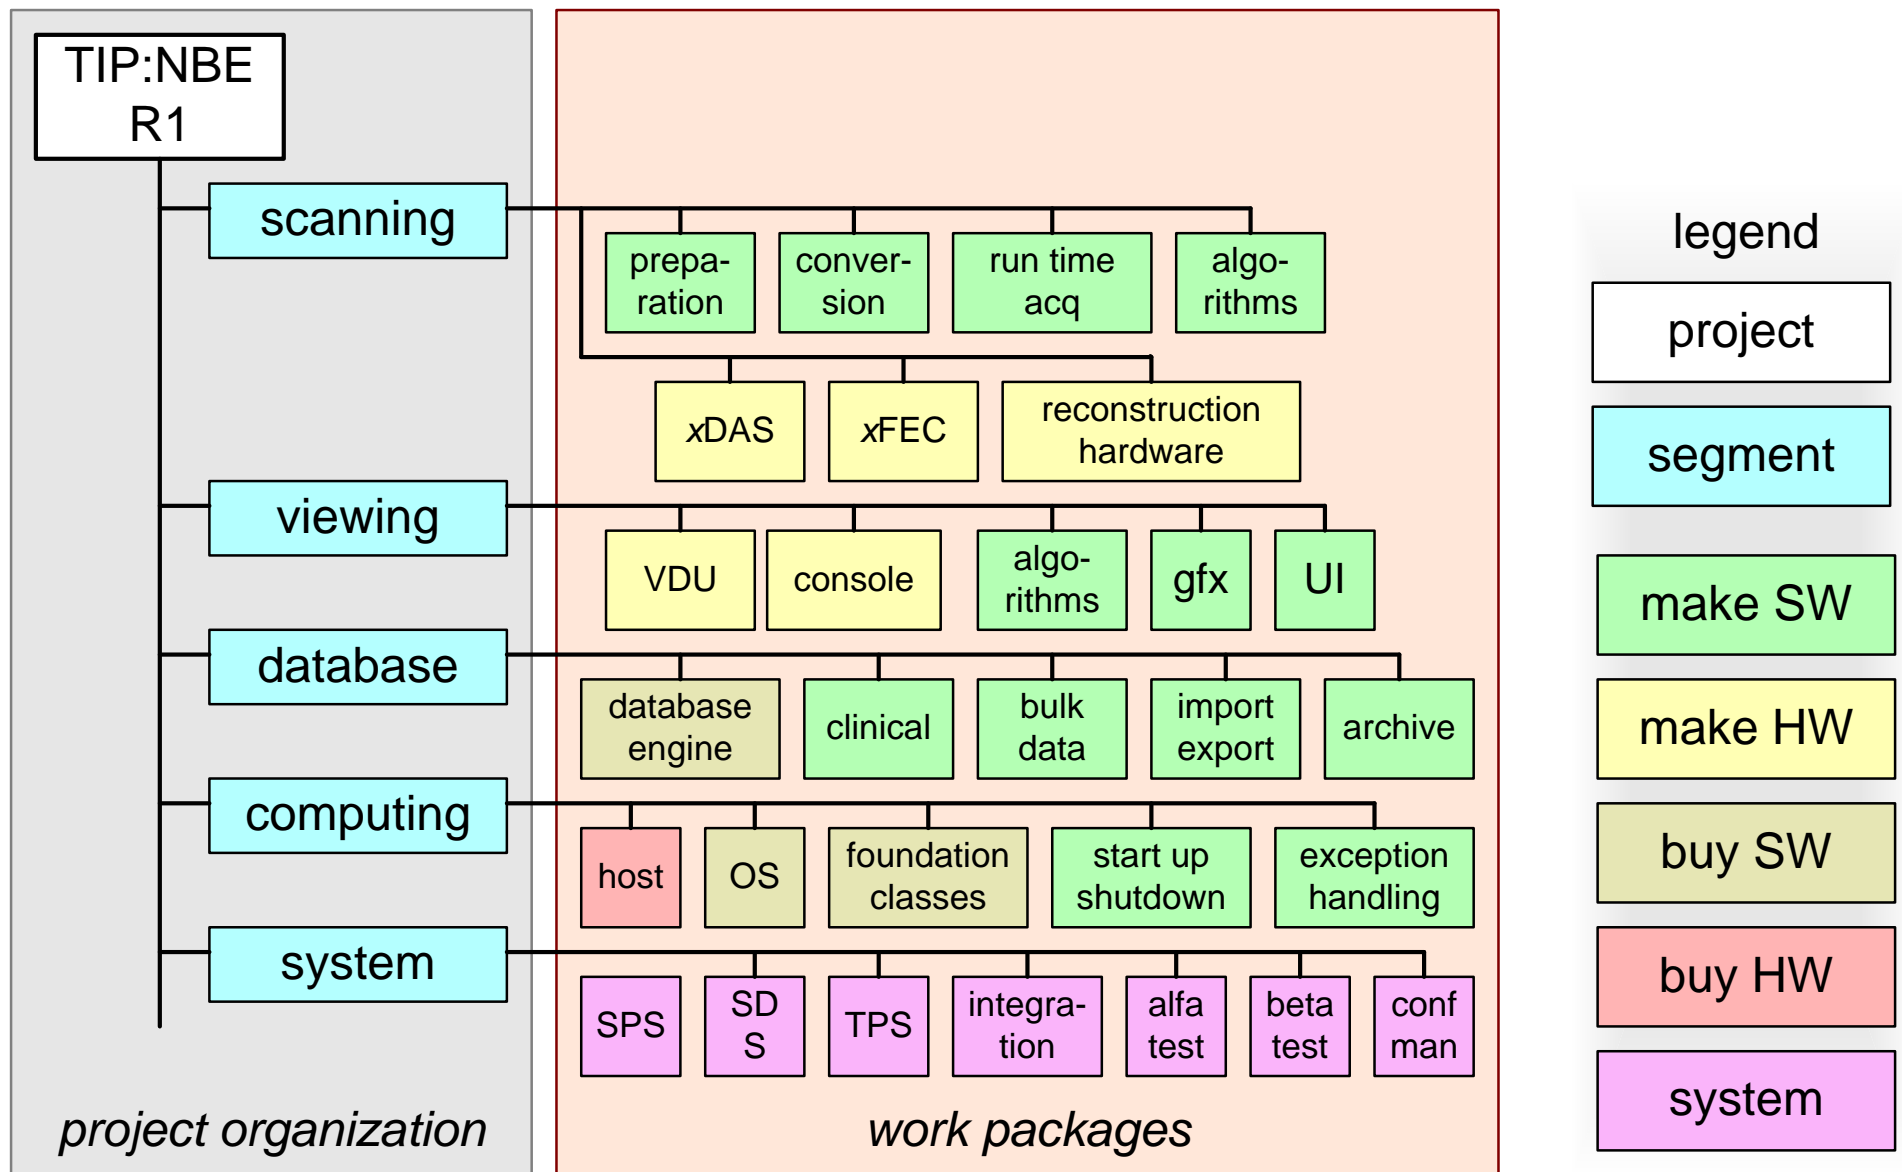 TIP:NBE
R1
scanning
prepa-
ration
conver-
sion
run time
acq
algo-
rithms
xDAS
xFEC
reconstruction
hardware
viewing
VDU
console
algo-
rithms
gfx
UI
database
database
engine
clinical
bulk
data
import
export
archive
computing
host
OS
foundation
classes
start up
shutdown
exception
handling
system
SPS
SD
S
TPS
integra-
tion
alfa
test
beta
test
conf
man
project organization
work packages
legend
project
segment
make SW
make HW
buy SW
buy HW
system